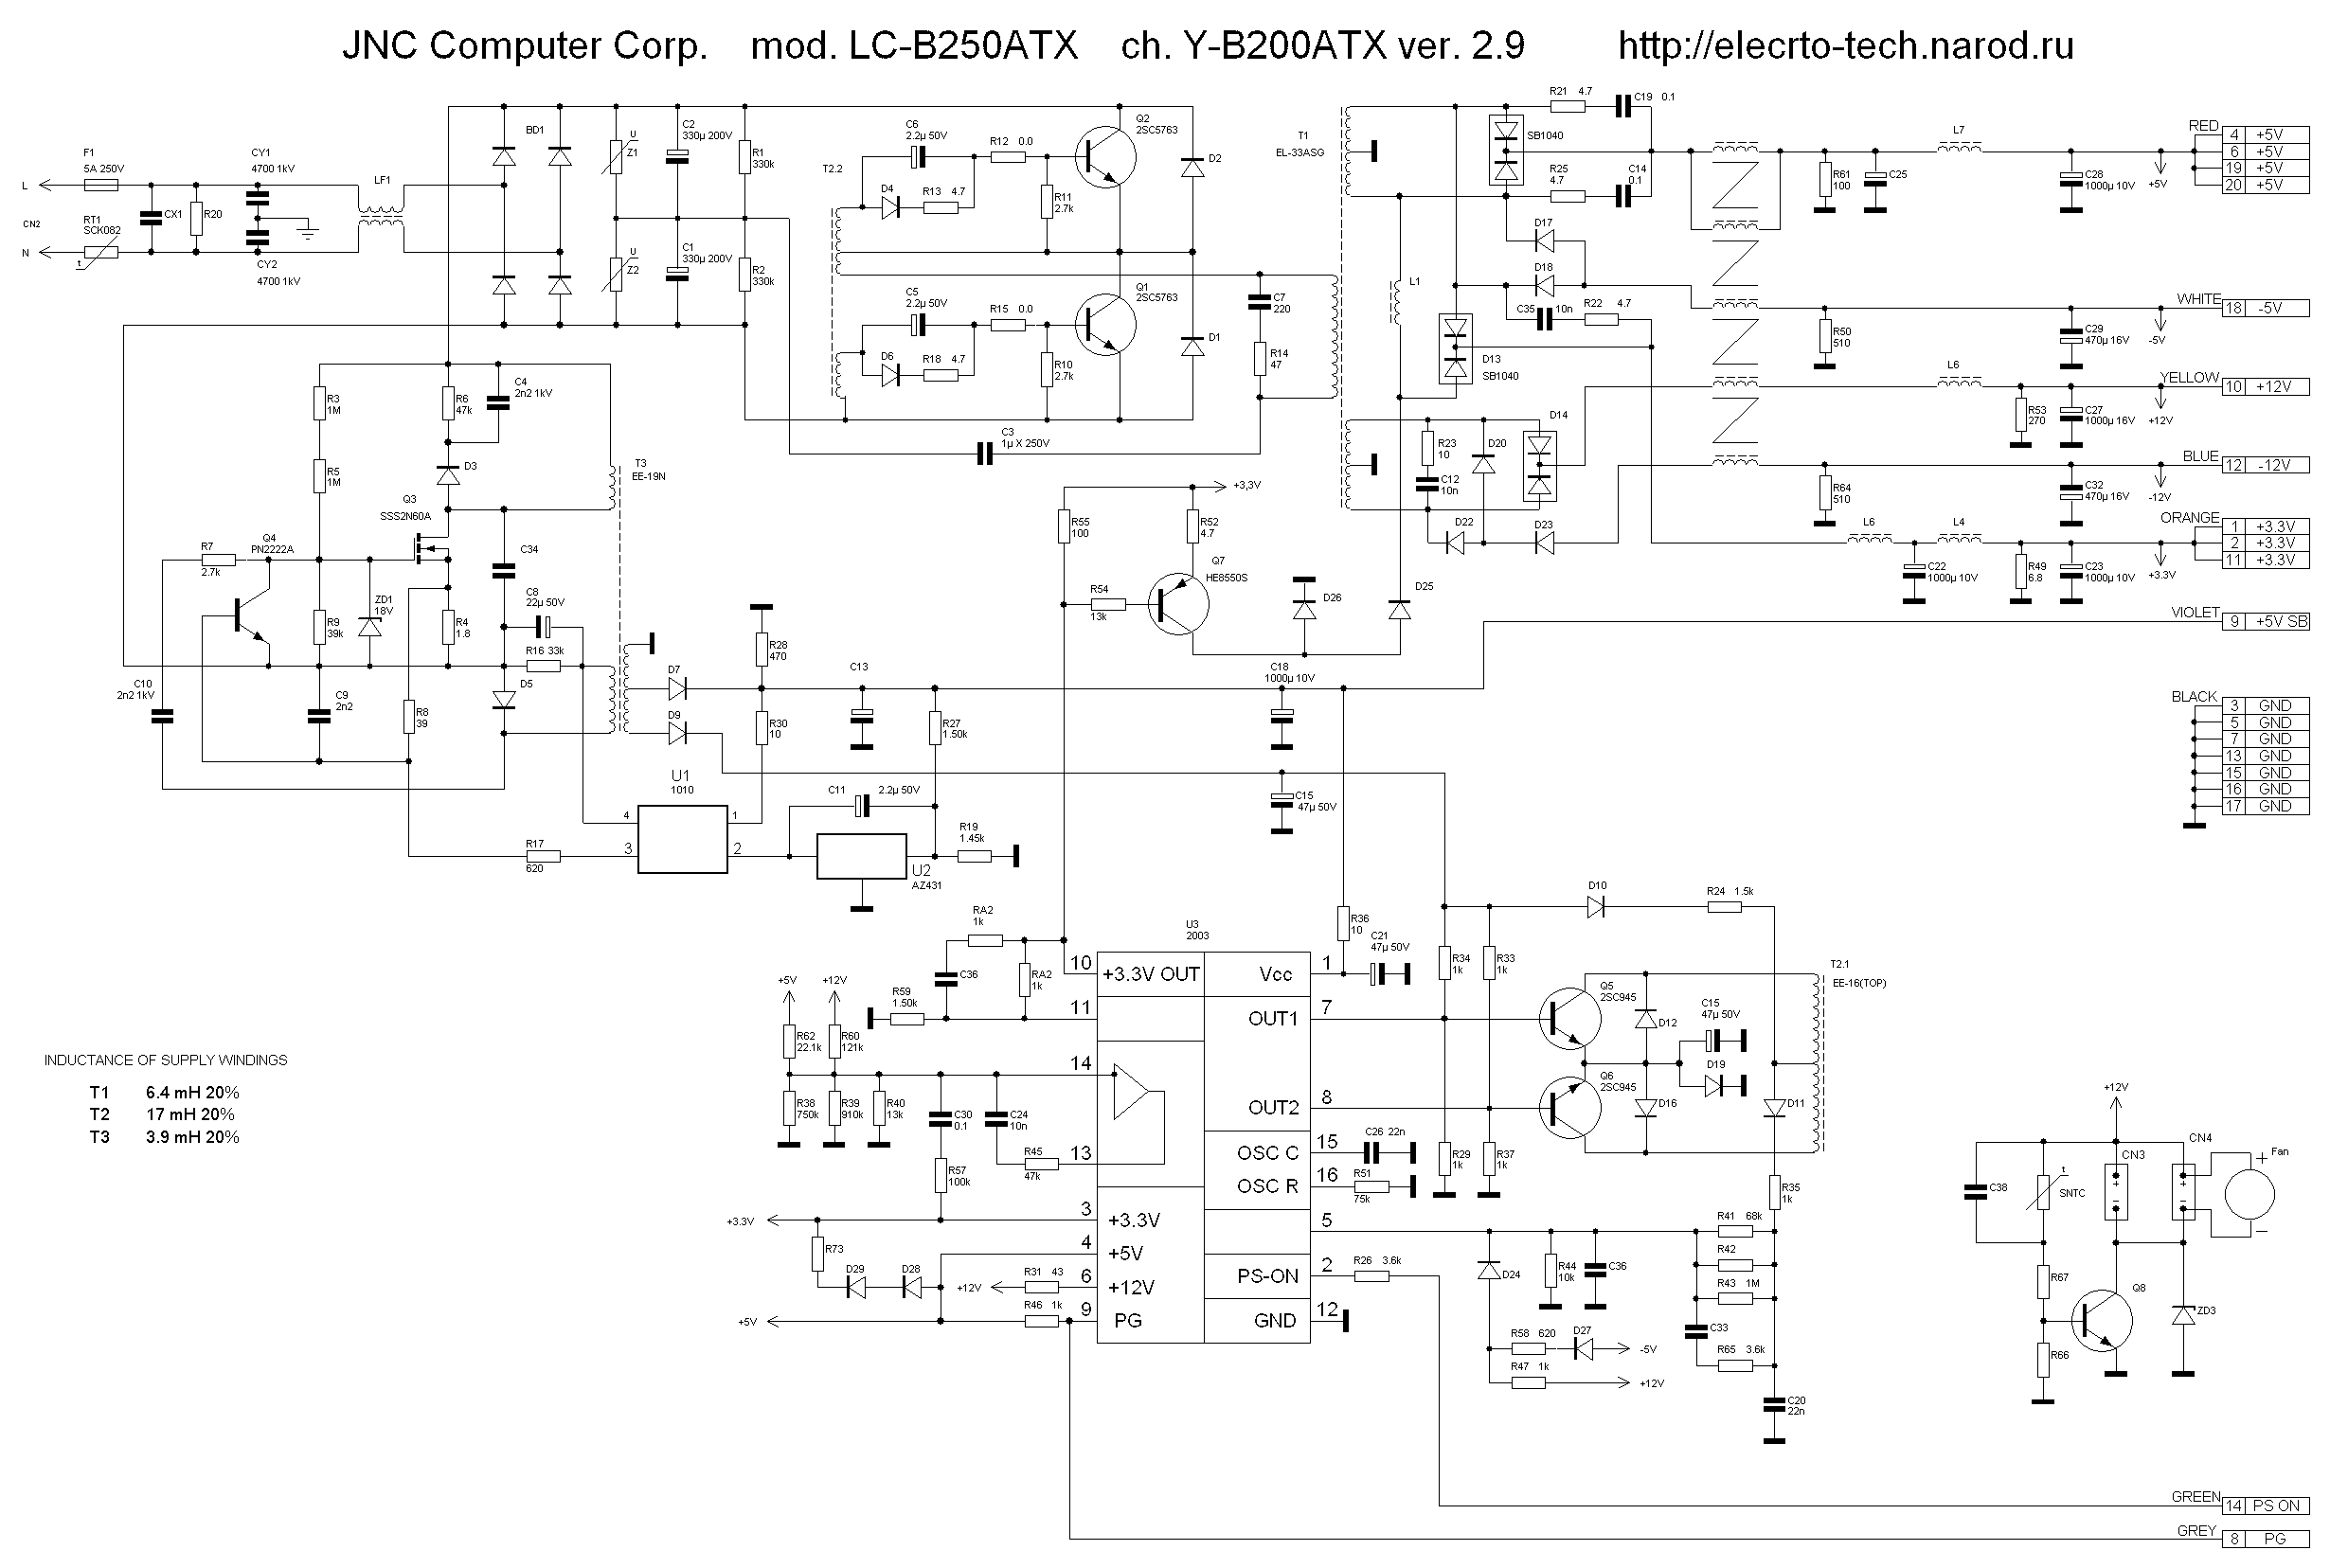 JNC Computer Corp. mod. LC-B250ATX ch. Y-B200ATX ver. 2.9 http://elecrto-tech.narod.ru
F1
5A 250V
L
CN2
N
RT1
SCK082
t
CX1
R20
CY1
4700 1kV
CY2
4700 1kV
LF1
BD1
U
Z1
U
Z2
C2
330µ 200V
C1
330µ 200V
R1
330k
R2
330k
T2.2
C6
2.2µ 50V
D4
R13 4.7
R12 0.0
R11
2.7k
Q2
2SC5763
D2
C5
2.2µ 50V
D6
R18 4.7
R15 0.0
R10
2.7k
Q1
2SC5763
D1
C7
220
R14
47
C3
1µ X 250V
T1
EL-33ASG
R21 4.7
C19 0.1
SB1040
R25
4.7
C14
0.1
D17
D18
L1
C35 10n
R22 4.7
D13
SB1040
D14
R23
10
C12
10n
D20
D22
D23
D25
D26
R61
100
C25
L7
C28
1000µ 10V
+5V
RED
4 +5V
6 +5V
19 +5V
20 +5V
R50
510
C29
470µ 16V
-5V
WHITE
18 -5V
L6
R53
270
C27
1000µ 16V
+12V
YELLOW
10 +12V
R64
510
C32
470µ 16V
-12V
BLUE
12 -12V
L6
L4
C22
1000µ 10V
R49
6.8
C23
1000µ 10V
+3.3V
ORANGE
1 +3.3V
2 +3.3V
11 +3.3V
VIOLET
9 +5V SB
BLACK
3 GND
5 GND
7 GND
13 GND
15 GND
16 GND
17 GND
R3
1M
R5
1M
R6
47k
C4
2n2 1kV
D3
T3
EE-19N
Q3
SSS2N60A
Q4
PN2222A
R7
2.7k
C34
C8
22µ 50V
ZD1
18V
R9
39k
R4
1.8
R16 33k
D5
C10
2n2 1kV
C9
2n2
R8
39
D7
D9
R28
470
R30
10
C13
R27
1.50k
C18
1000µ 10V
C15
47µ 50V
U1
1010
4
3
1
2
R17
620
C11
2.2µ 50V
U2
AZ431
R19
1.45k
+3,3V
R55
100
R52
4.7
Q7
HE8550S
R54
13k
R36
10
C21
47µ 50V
RA2
1k
C36
RA2
1k
R59
1.50k
U3
2003
10 +3.3V OUT
11
14
13
3 +3.3V
4 +5V
6 +12V
9 PG
Vcc 1
OUT1 7
OUT2 8
OSC C 15
OSC R 16
5
PS-ON 2
GND 12
+5V
+12V
R62
22.1k
R60
121k
R38
750k
R39
910k
R40
13k
C30
0.1
C24
10n
R45
47k
R57
100k
+3.3V
R73
D29
D28
+12V
R31 43
R46 1k
+5V
R34
1k
R33
1k
R29
1k
R37
1k
D10
R24 1.5k
T2.1
EE-16(TOP)
Q5
2SC945
Q6
2SC945
D12
D16
C15
47µ 50V
D19
D11
C26 22n
R51
75k
R35
1k
R41 68k
R42
R43 1M
C33
R65 3.6k
C20
22n
R26 3.6k
D24
R44
10k
C36
R58 620
D27
-5V
R47 1k
+12V
INDUCTANCE OF SUPPLY WINDINGS
T1 6.4 mH 20%
T2 17 mH 20%
T3 3.9 mH 20%
+12V
C38
t
SNTC
CN3
+
−
CN4
+
−
+ Fan
−
R67
R66
Q8
ZD3
GREEN
14 PS ON
GREY
8 PG